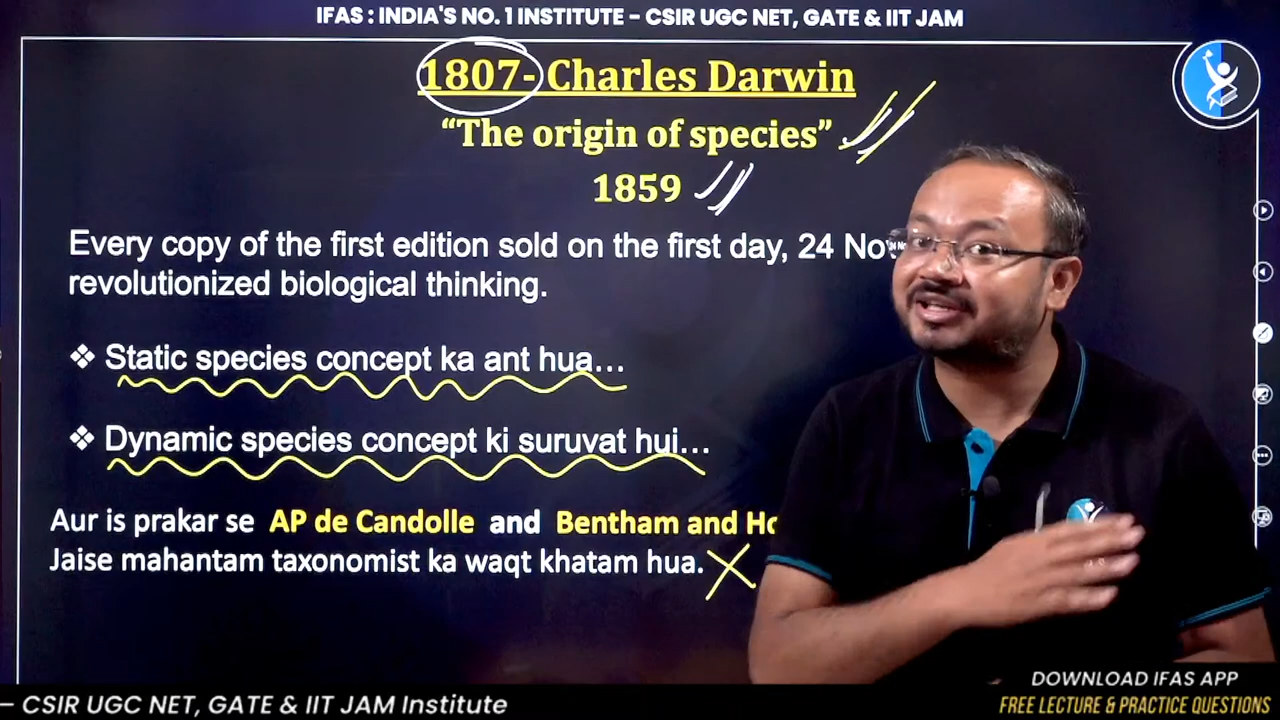 IFAS : INDIA'S NO. 1 INSTITUTE – CSIR UGC NET, GATE & IIT JAM
1807- Charles Darwin
“The origin of species”
1859
Every copy of the first edition sold on the first day, 24
revolutionized biological thinking.
❖ Static species concept ka ant hua...
❖ Dynamic species concept ki suruvat hui...
Aur is prakar se AP de Candolle and Bentham and
Jaise mahantam taxonomist ka waqt khatam hua.
DOWNLOAD IFAS APP
– CSIR UGC NET, GATE & IIT JAM Institute
FREE LECTURE & PRACTICE QUESTIONS